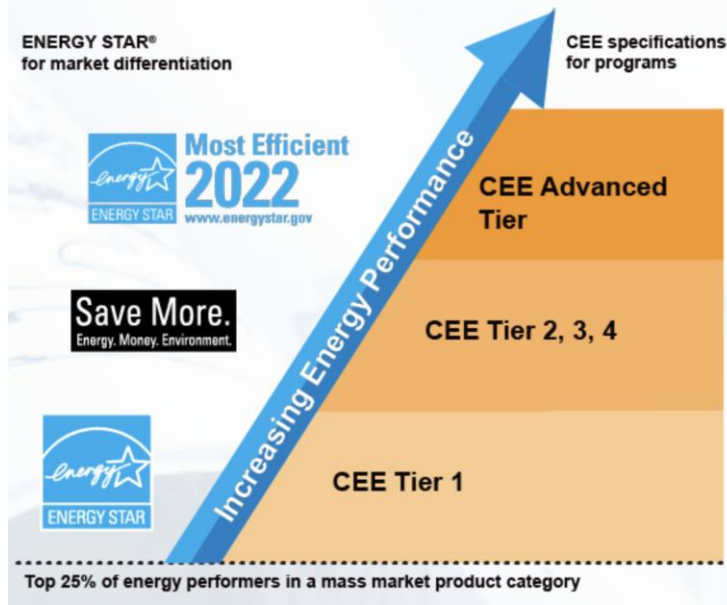 ENERGY STAR®
for market differentiation
CEE specifications
for programs
energy
ENERGY STAR
Most Efficient
2022
www.energystar.gov
CEE Advanced
Tier
Increasing Energy Performance
Save More.
Energy. Money. Environment.
CEE Tier 2, 3, 4
energy
ENERGY STAR
CEE Tier 1
Top 25% of energy performers in a mass market product category